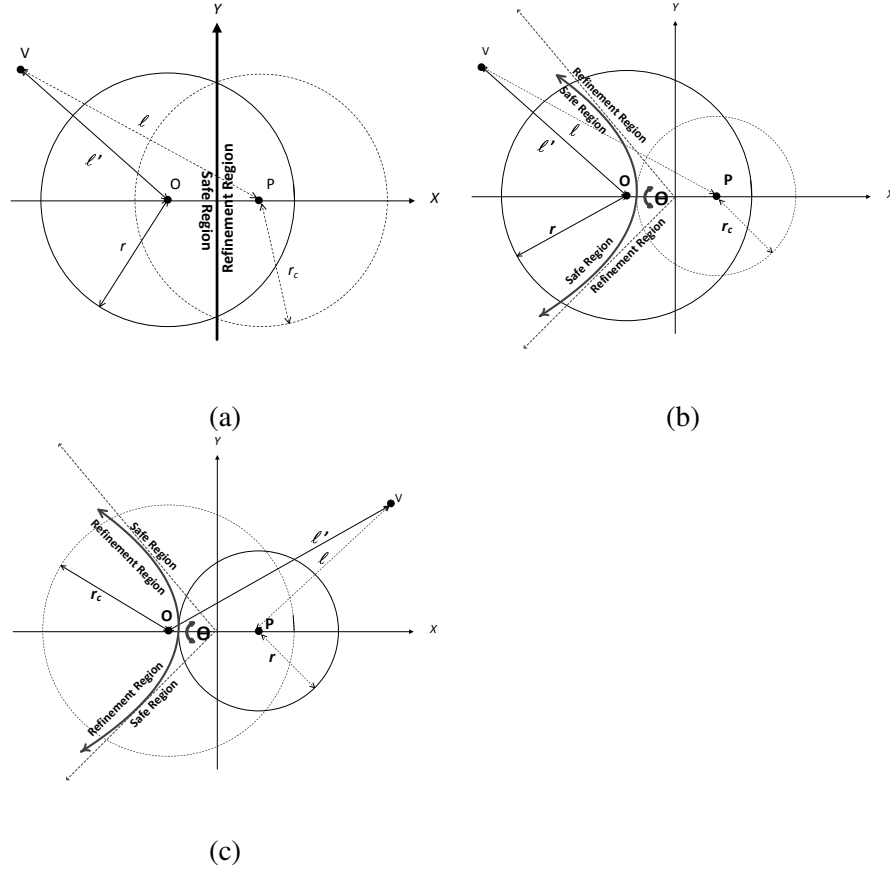 Y
V
ℓ
ℓ'
O
P
X
r
r_c
Safe Region
Refinement Region
(a)
Y
V
Refinement Region
Safe Region
ℓ
ℓ'
O
Θ
P
X
r
r_c
Safe Region
Refinement Region
(b)
Y
V
Safe Region
Refinement Region
ℓ'
ℓ
r_c
O
Θ
P
X
r
Refinement Region
Safe Region
(c)